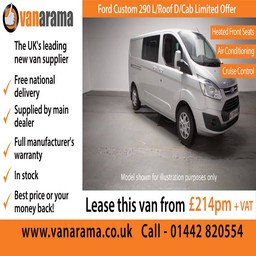 vanarama
Ford Custom 290 L/Roof D/Cab Limited Offer
The UK's leading
new van supplier
Free national
delivery
Supplied by main
dealer
Full manufacturer's
warranty
In stock
Best price or your
money back!
Heated Front Seats
Air Conditioning
Cruise Control
Model shown for illustration purposes only
Lease this van from £214pm + VAT
www.vanarama.co.uk Call - 01442 820554